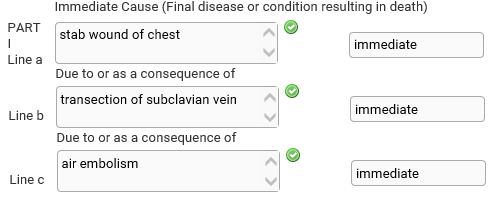 Immediate Cause (Final disease or condition resulting in death)
PART
I
Line a
stab wound of chest
immediate
Due to or as a consequence of
Line b
transection of subclavian vein
immediate
Due to or as a consequence of
Line c
air embolism
immediate